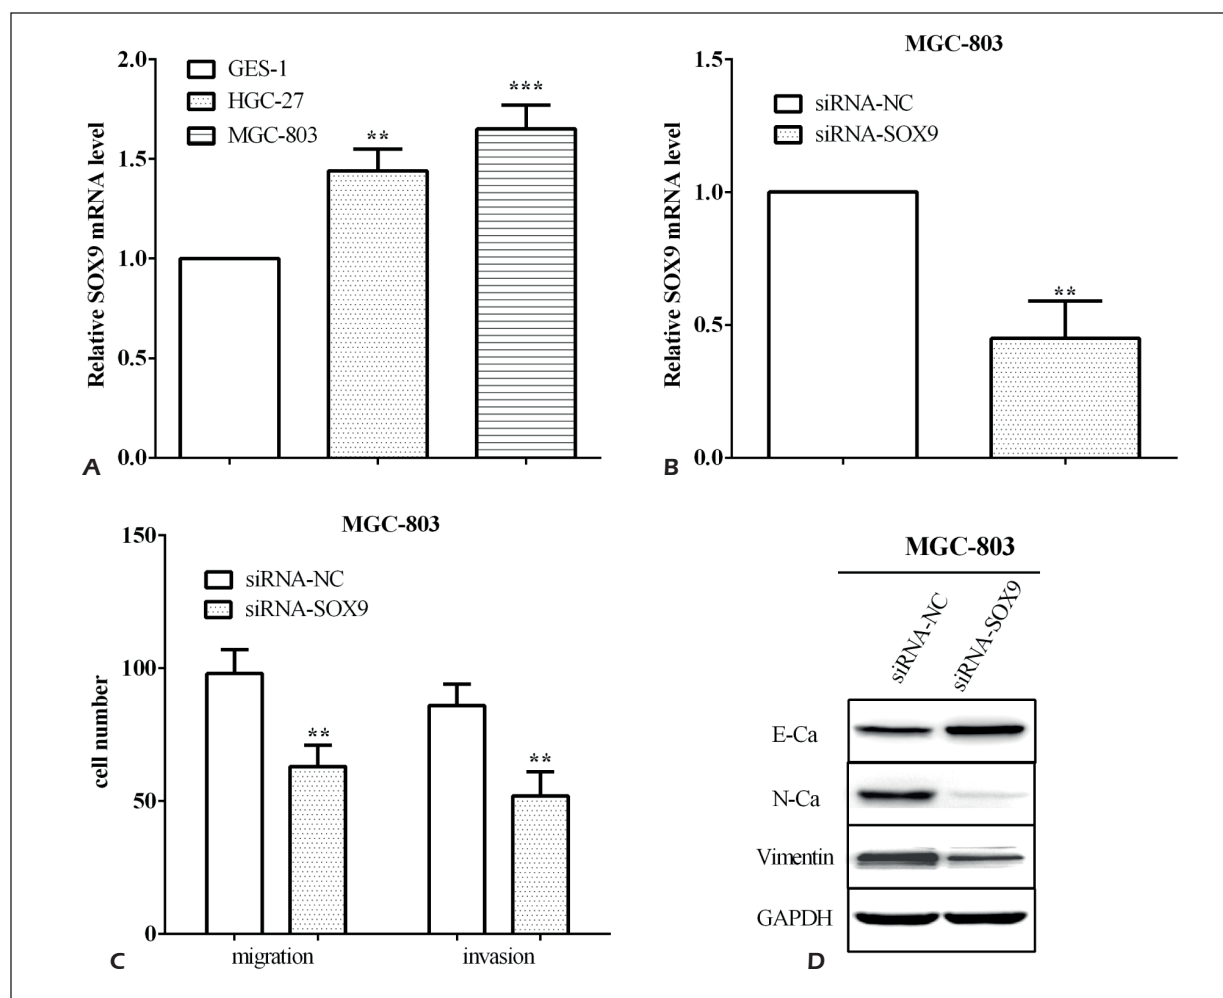 2.0
1.5
1.0
0.5
0.0
Relative SOX9 mRNA level
GES-1
HGC-27
MGC-803
**
***
A
MGC-803
1.5
1.0
0.5
0.0
Relative SOX9 mRNA level
siRNA-NC
siRNA-SOX9
**
B
MGC-803
150
100
50
0
cell number
siRNA-NC
siRNA-SOX9
**
**
migration invasion
C
MGC-803
siRNA-NC siRNA-SOX9
E-Ca
N-Ca
Vimentin
GAPDH
D